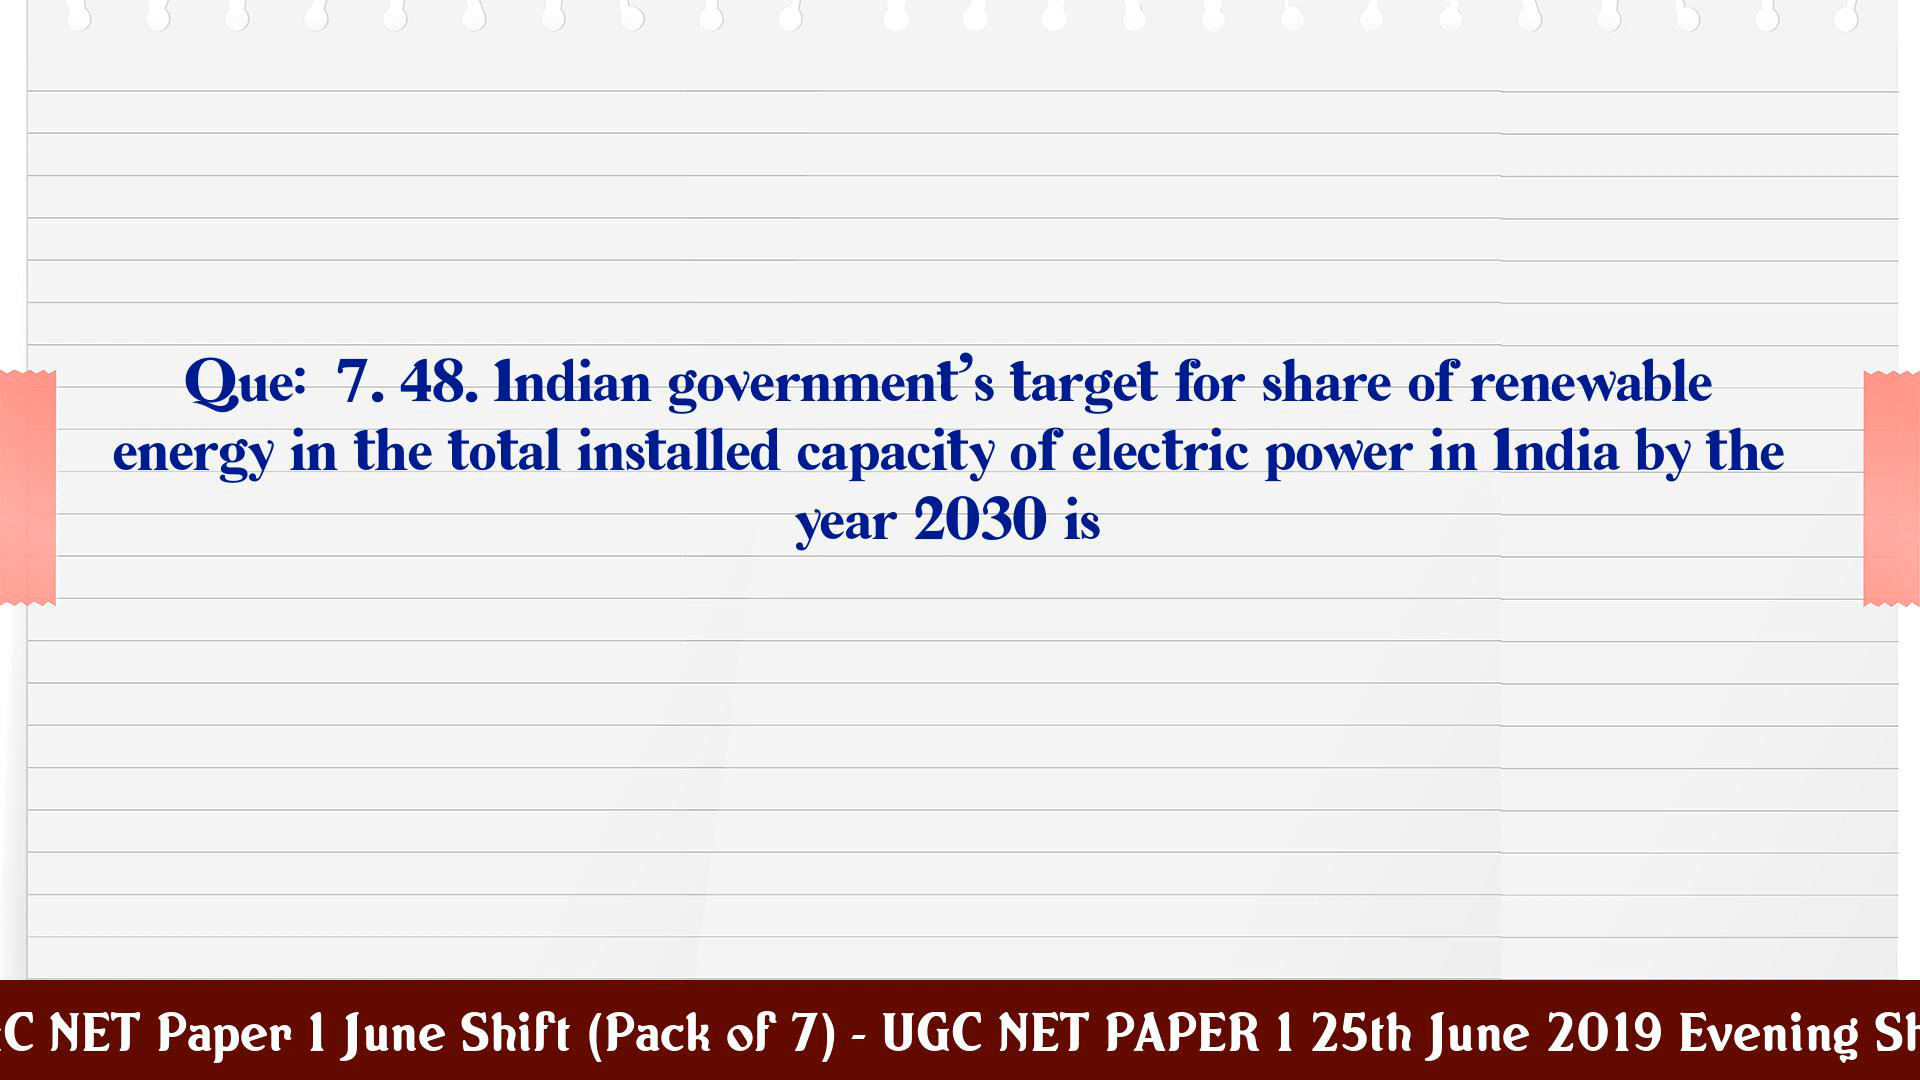 Que: 7. 48. Indian government’s target for share of renewable
energy in the total installed capacity of electric power in India by the
year 2030 is
NET Paper 1 June Shift (Pack of 7) - UGC NET PAPER 1 25th June 2019 Evening